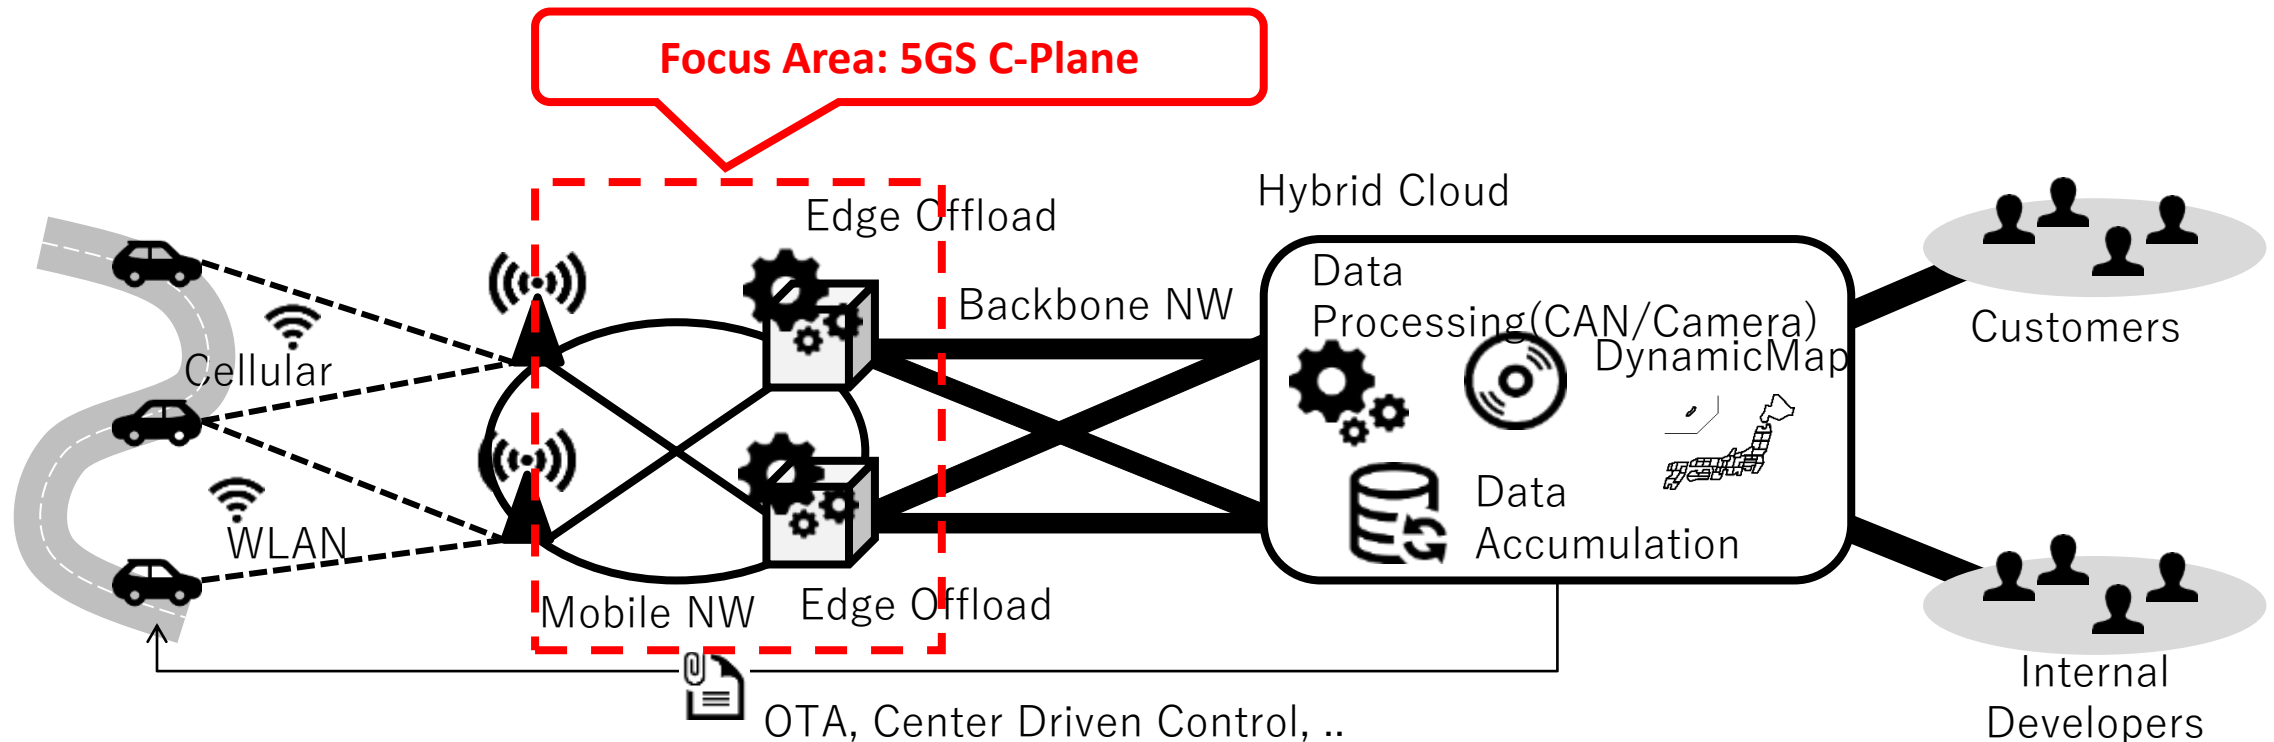 Focus Area: 5GS C-Plane
Edge Offload
Hybrid Cloud
Data
Processing(CAN/Camera)
Backbone NW
DynamicMap
Cellular
Customers
Data
Accumulation
WLAN
Mobile NW
Edge Offload
Internal
Developers
OTA, Center Driven Control, ..